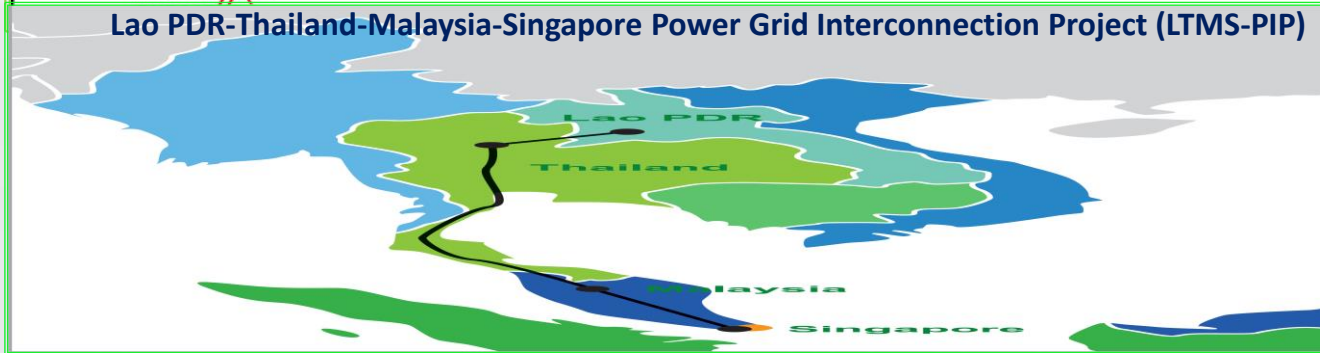 Lao PDR-Thailand-Malaysia-Singapore Power Grid Interconnection Project (LTMS-PIP)
Lao PDR
Thailand
Malaysia
Singapore